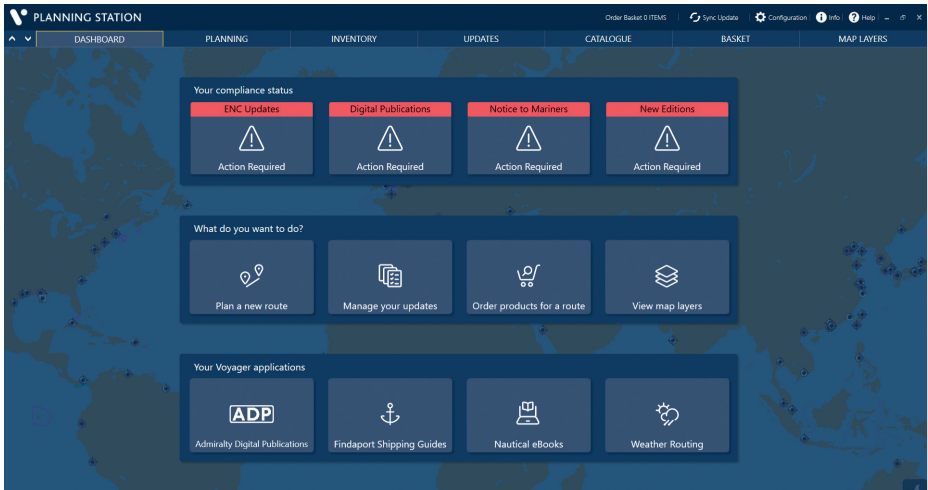 PLANNING STATION
Order Basket 0 ITEMS
Sync Update
Configuration
Info
Help
DASHBOARD
PLANNING
INVENTORY
UPDATES
CATALOGUE
BASKET
MAP LAYERS
Your compliance status
ENC Updates
Digital Publications
Notice to Mariners
New Editions
Action Required
Action Required
Action Required
Action Required
What do you want to do?
Plan a new route
Manage your updates
Order products for a route
View map layers
Your Voyager applications
ADP
Admiralty Digital Publications
Findaport Shipping Guides
Nautical eBooks
Weather Routing